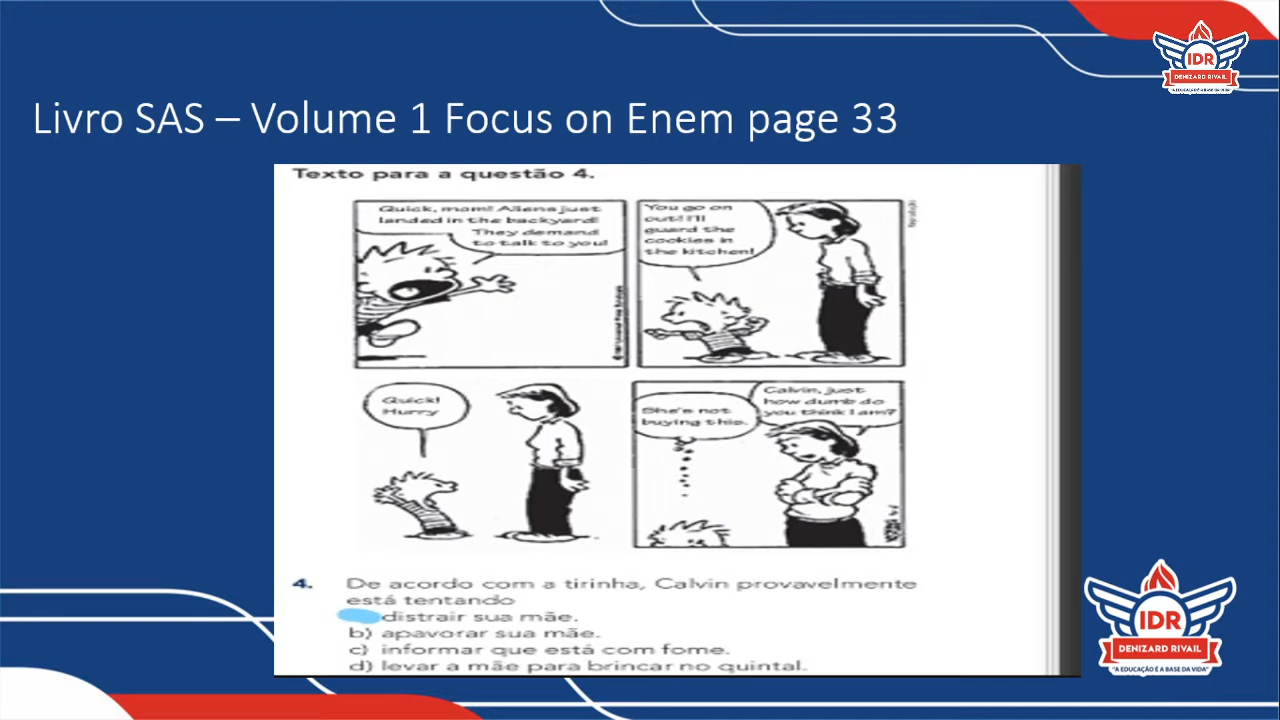 IDR
DENIZARD RIVAIL
"A EDUCAÇÃO É A BASE DA VIDA"
Livro SAS – Volume 1 Focus on Enem page 33
Texto para a questão 4.
Quick, mom! Aliens just
landed in the backyard!
They demand
to talk to you!
You go on
out! I'll
guard the
cookies in
the kitchen!
Quick!
Hurry
She's not
buying this.
Calvin, just
how dumb do
you think I am?
4. De acordo com a tirinha, Calvin provavelmente
está tentando
distrair sua mãe.
b) apavorar sua mãe.
c) informar que está com fome.
d) levar a mãe para brincar no quintal.
IDR
DENIZARD RIVAIL
"A EDUCAÇÃO É A BASE DA VIDA"